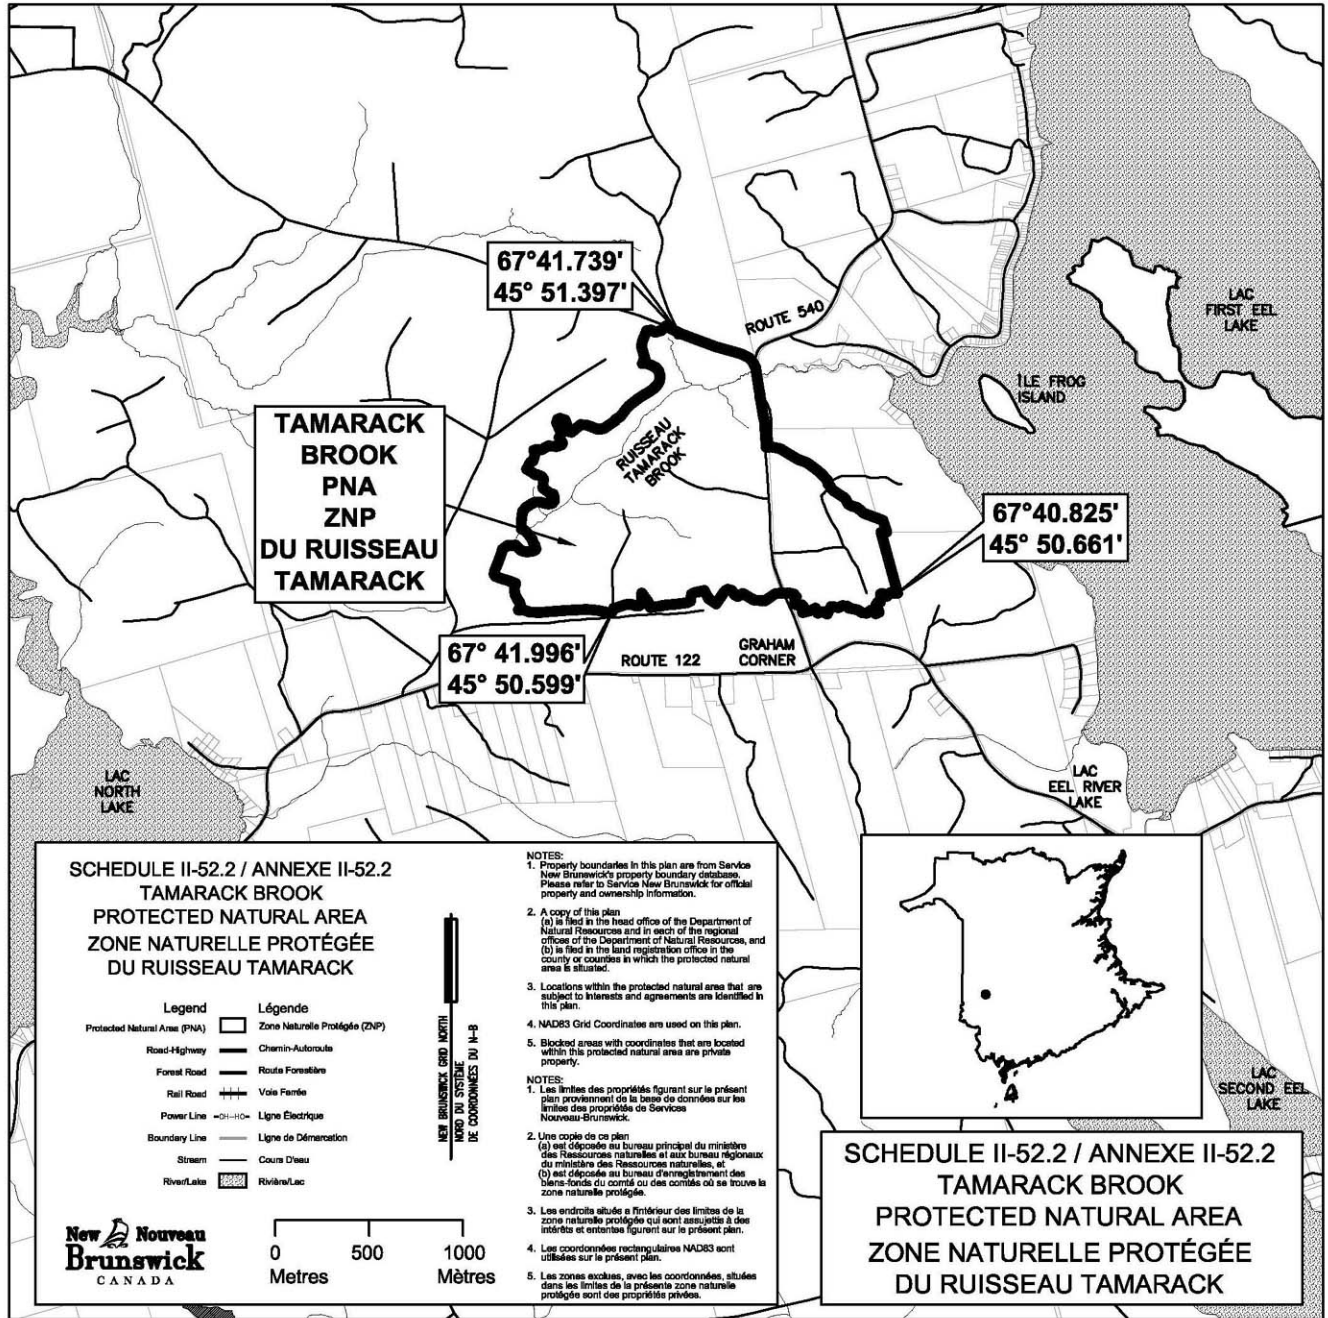 67°41.739'
45° 51.397'
ROUTE 540
LAC
FIRST EEL
LAKE
ÎLE FROG
ISLAND
TAMARACK
BROOK
PNA
ZNP
DU RUISSEAU
TAMARACK
RUISSEAU
TAMARACK
BROOK
67°40.825'
45° 50.661'
67° 41.996'
45° 50.599'
ROUTE 122
GRAHAM
CORNER
LAC
NORTH
LAKE
LAC
EEL RIVER
LAKE
SCHEDULE II-52.2 / ANNEXE II-52.2
TAMARACK BROOK
PROTECTED NATURAL AREA
ZONE NATURELLE PROTÉGÉE
DU RUISSEAU TAMARACK
Legend Légende
Protected Natural Area (PNA) Zone Naturelle Protégée (ZNP)
Road-Highway Chemin-Autoroute
Forest Road Route Forestière
Rail Road Voie Ferrée
Power Line Ligne Électrique
Boundary Line Ligne de Démarcation
Stream Cours D'eau
River/Lake Rivière/Lac
NEW BRUNSWICK GRID NORTH
NORD DU SYSTÈME
DE COORDONNÉES DU N-B
New Nouveau
Brunswick
CANADA
0 500 1000
Metres Mètres
NOTES:
1. Property boundaries in this plan are from Service
New Brunswick's property boundary database.
Please refer to Service New Brunswick for official
property and ownership information.
2. A copy of this plan
(a) is filed in the head office of the Department of
Natural Resources and in each of the regional
offices of the Department of Natural Resources, and
(b) is filed in the land registration office in the
county or counties in which the protected natural
area is situated.
3. Locations within the protected natural area that are
subject to interests and agreements are identified in
this plan.
4. NAD83 Grid Coordinates are used on this plan.
5. Blocked areas with coordinates that are located
within this protected natural area are private
property.
NOTES:
1. Les limites des propriétés figurant sur le présent
plan proviennent de la base de données sur les
limites des propriétés de Services
Nouveau-Brunswick.
2. Une copie de ce plan
(a) est déposée au bureau principal du ministère
des Ressources naturelles et aux bureau régionaux
du ministère des Ressources naturelles, et
(b) est déposée au bureau d'enregistrement des
biens-fonds du comté ou des comtés où se trouve la
zone naturelle protégée.
3. Les endroits situés a l'intérieur des limites de la
zone naturelle protégée qui sont assujettis à des
intérêts et ententes figurent sur le présent plan.
4. Les coordonnées rectangulaires NAD83 sont
utilisées sur le présent plan.
5. Les zones exclues, avec les coordonnées, situées
dans les limites de la présente zone naturelle
protégée sont des propriétés privées.
LAC
SECOND EEL
LAKE
SCHEDULE II-52.2 / ANNEXE II-52.2
TAMARACK BROOK
PROTECTED NATURAL AREA
ZONE NATURELLE PROTÉGÉE
DU RUISSEAU TAMARACK